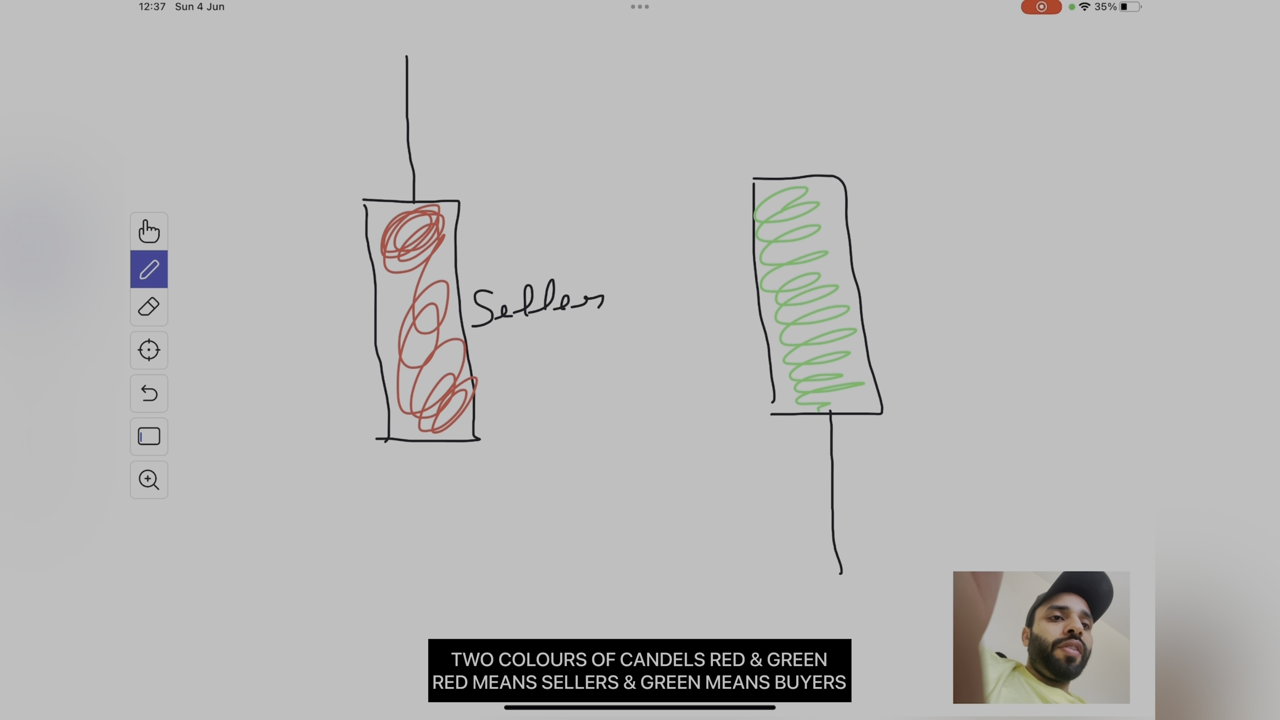 12:37 Sun 4 Jun
35%
Sellers
TWO COLOURS OF CANDELS RED & GREEN
RED MEANS SELLERS & GREEN MEANS BUYERS